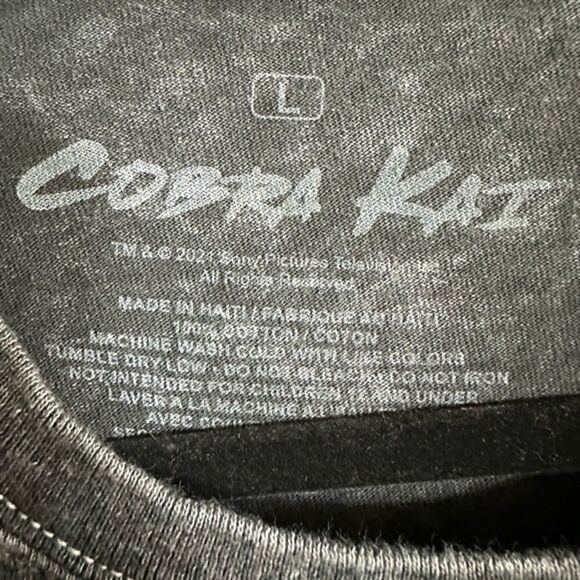 L
COBRA KAI
TM & © 2021 Sony Pictures Television Inc.
All Rights Reserved.
MADE IN HAITI / FABRIQUE AU HAITI
100% COTTON / COTON
MACHINE WASH COLD WITH LIKE COLORS
TUMBLE DRY LOW - DO NOT BLEACH - DO NOT IRON
NOT INTENDED FOR CHILDREN 12 AND UNDER
LAVER A LA MACHINE A
AVEC